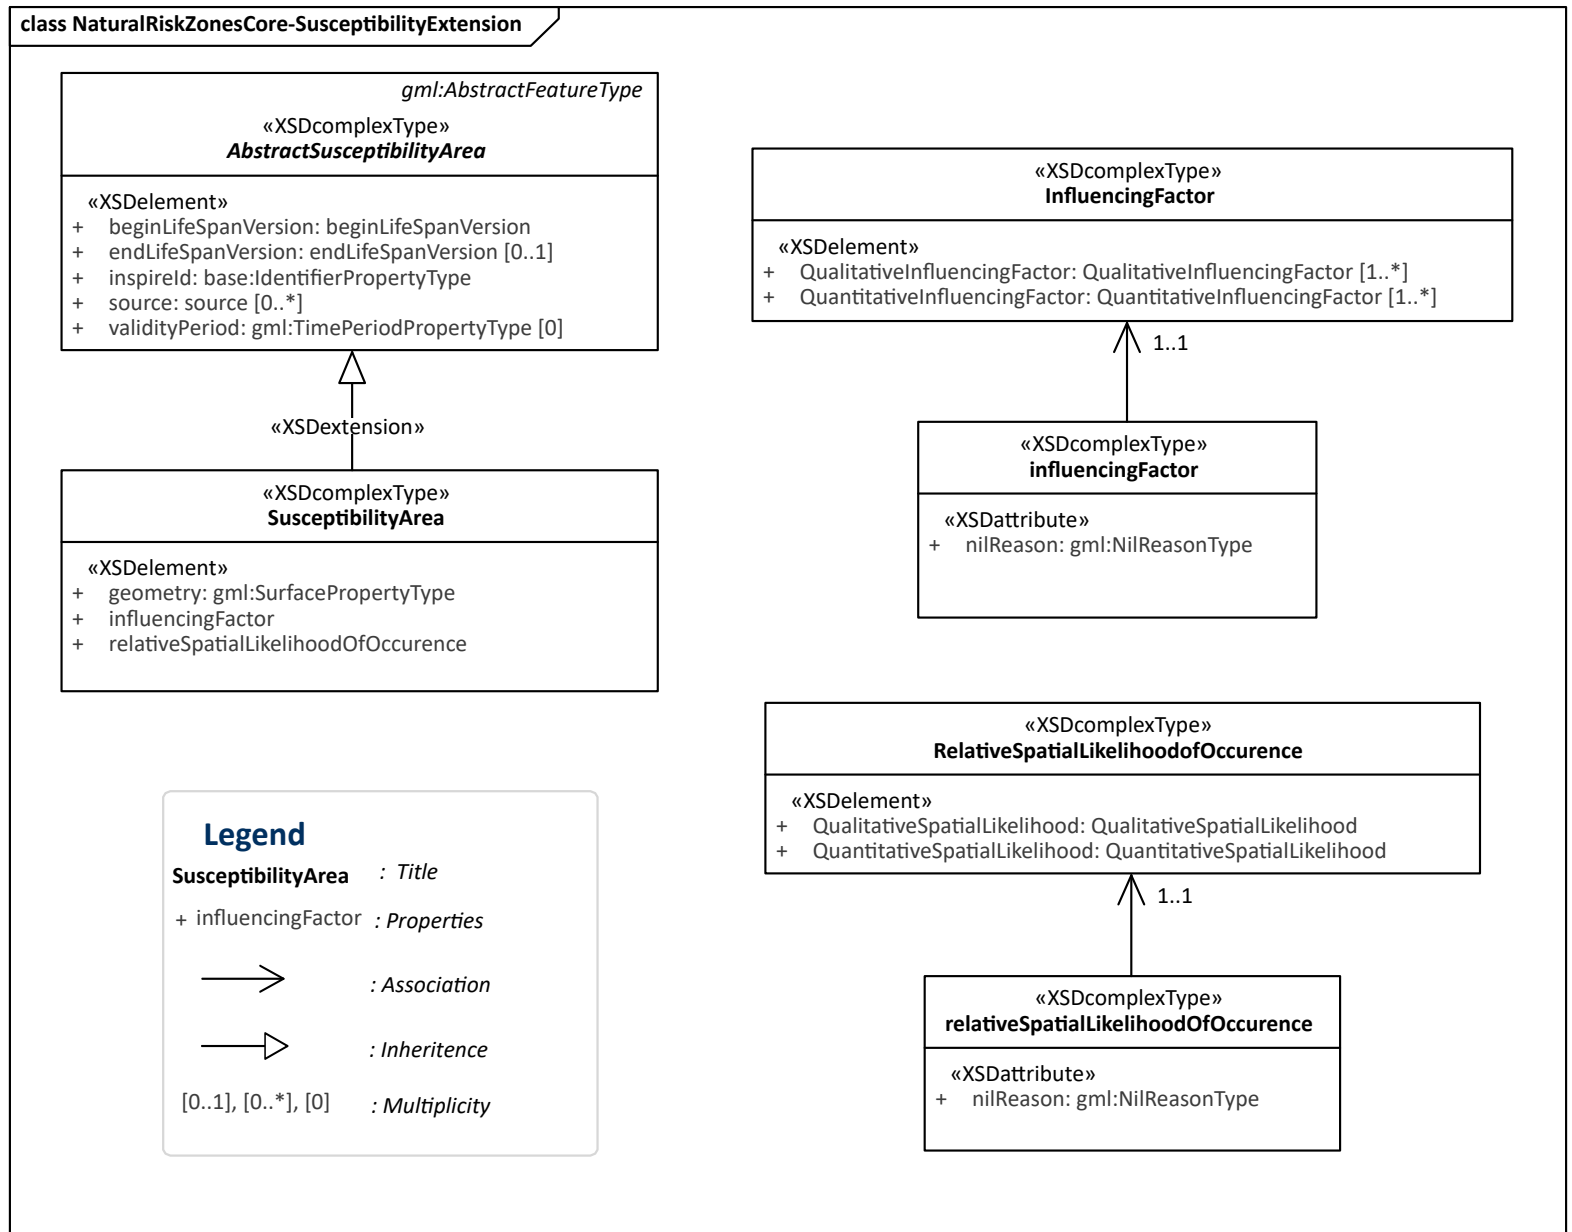 class NaturalRiskZonesCore-SusceptibilityExtension
gml:AbstractFeatureType
«XSDcomplexType»
AbstractSusceptibilityArea
«XSDelement»
+ beginLifeSpanVersion: beginLifeSpanVersion
+ endLifeSpanVersion: endLifeSpanVersion [0..1]
+ inspireId: base:IdentifierPropertyType
+ source: source [0..*]
+ validityPeriod: gml:TimePeriodPropertyType [0]
«XSDextension»
«XSDcomplexType»
SusceptibilityArea
«XSDelement»
+ geometry: gml:SurfacePropertyType
+ influencingFactor
+ relativeSpatialLikelihoodOfOccurence
«XSDcomplexType»
InfluencingFactor
«XSDelement»
+ QualitativeInfluencingFactor: QualitativeInfluencingFactor [1..*]
+ QuantitativeInfluencingFactor: QuantitativeInfluencingFactor [1..*]
1..1
«XSDcomplexType»
influencingFactor
«XSDattribute»
+ nilReason: gml:NilReasonType
«XSDcomplexType»
RelativeSpatialLikelihoodofOccurence
«XSDelement»
+ QualitativeSpatialLikelihood: QualitativeSpatialLikelihood
+ QuantitativeSpatialLikelihood: QuantitativeSpatialLikelihood
1..1
«XSDcomplexType»
relativeSpatialLikelihoodOfOccurence
«XSDattribute»
+ nilReason: gml:NilReasonType
Legend
SusceptibilityArea : Title
+ influencingFactor : Properties
: Association
: Inheritence
[0..1], [0..*], [0] : Multiplicity